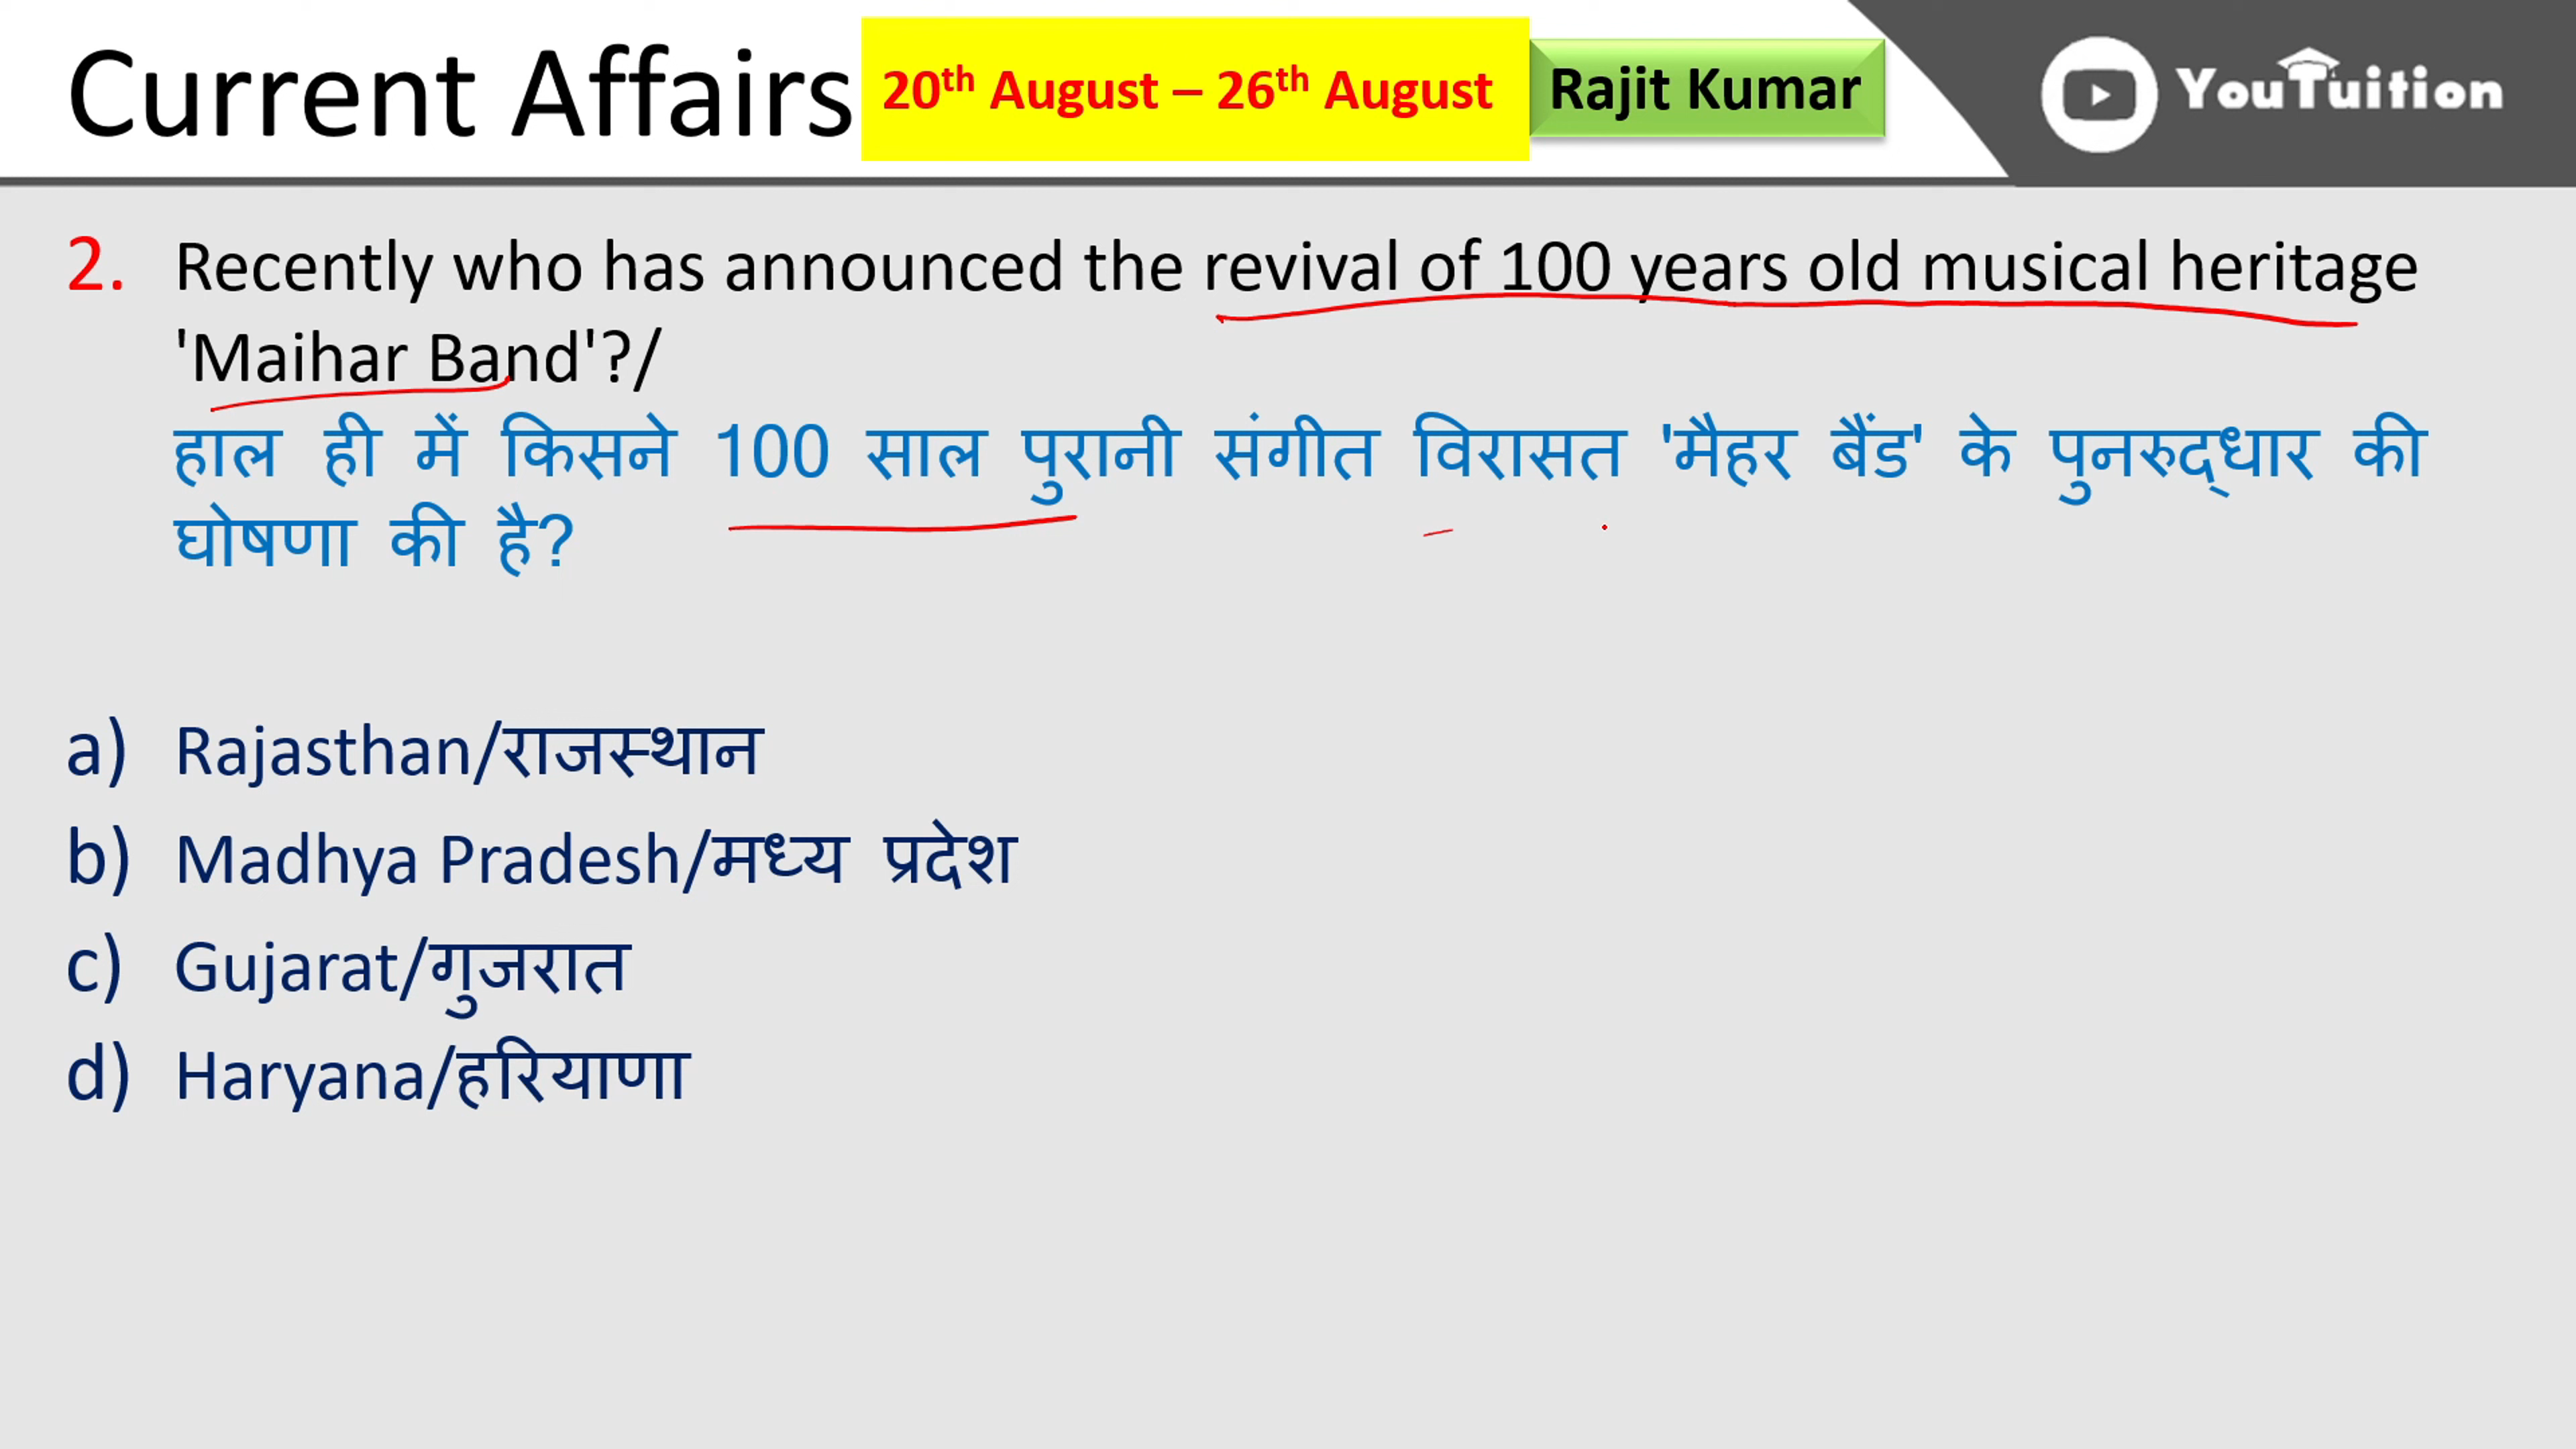 Current Affairs
20th August – 26th August
Rajit Kumar
YouTuition
2. Recently who has announced the revival of 100 years old musical heritage
'Maihar Band'?/
हाल ही में किसने 100 साल पुरानी संगीत विरासत 'मैहर बैंड' के पुनरुद्धार की
घोषणा की है?
a) Rajasthan/राजस्थान
b) Madhya Pradesh/मध्य प्रदेश
c) Gujarat/गुजरात
d) Haryana/हरियाणा